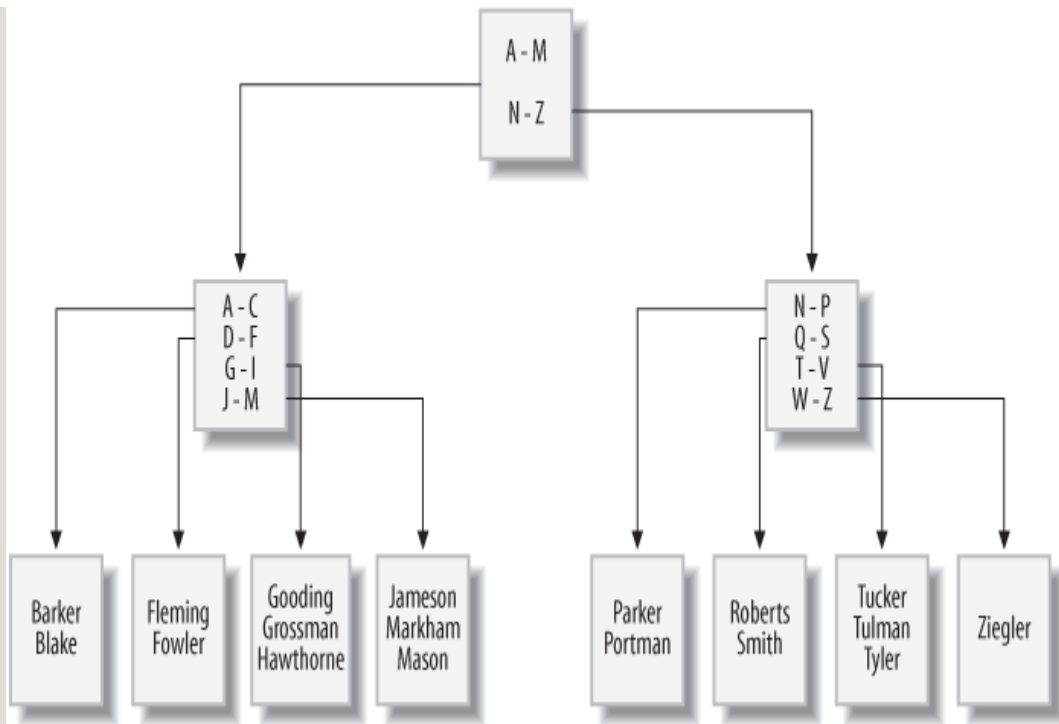 A - M
N - Z
A - C
D - F
G - I
J - M
N - P
Q - S
T - V
W - Z
Barker
Blake
Fleming
Fowler
Gooding
Grossman
Hawthorne
Jameson
Markham
Mason
Parker
Portman
Roberts
Smith
Tucker
Tulman
Tyler
Ziegler